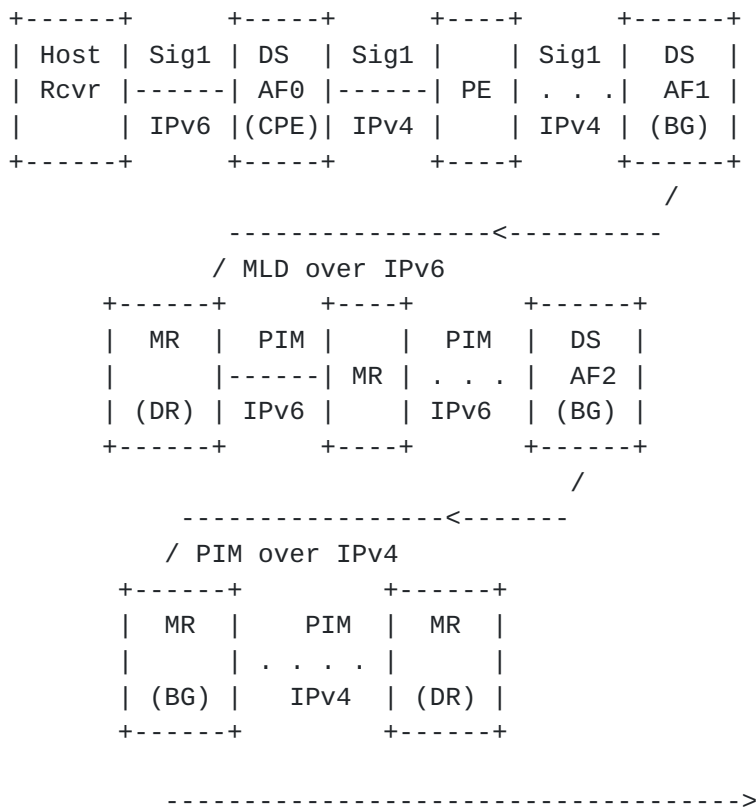 +------+      +-----+      +----+      +------+
| Host | Sig1 | DS  | Sig1 |    | Sig1 |  DS  |
| Rcvr |------| AF0 |------| PE | . . .|  AF1 |
|      | IPv6 |(CPE)| IPv4 |    | IPv4 | (BG) |
+------+      +-----+      +----+      +------+
/
-----------------<----------
/ MLD over IPv6
+------+      +----+       +------+
|  MR  |  PIM |    |  PIM  |  DS  |
|      |------| MR | . . . |  AF2 |
| (DR) | IPv6 |    | IPv6  | (BG) |
+------+      +----+       +------+
/
-----------------<-------
/ PIM over IPv4
+------+         +------+
|  MR  |    PIM  |  MR  |
|      | . . . . |      |
| (BG) |   IPv4  | (DR) |
+------+         +------+
------------------------------------->